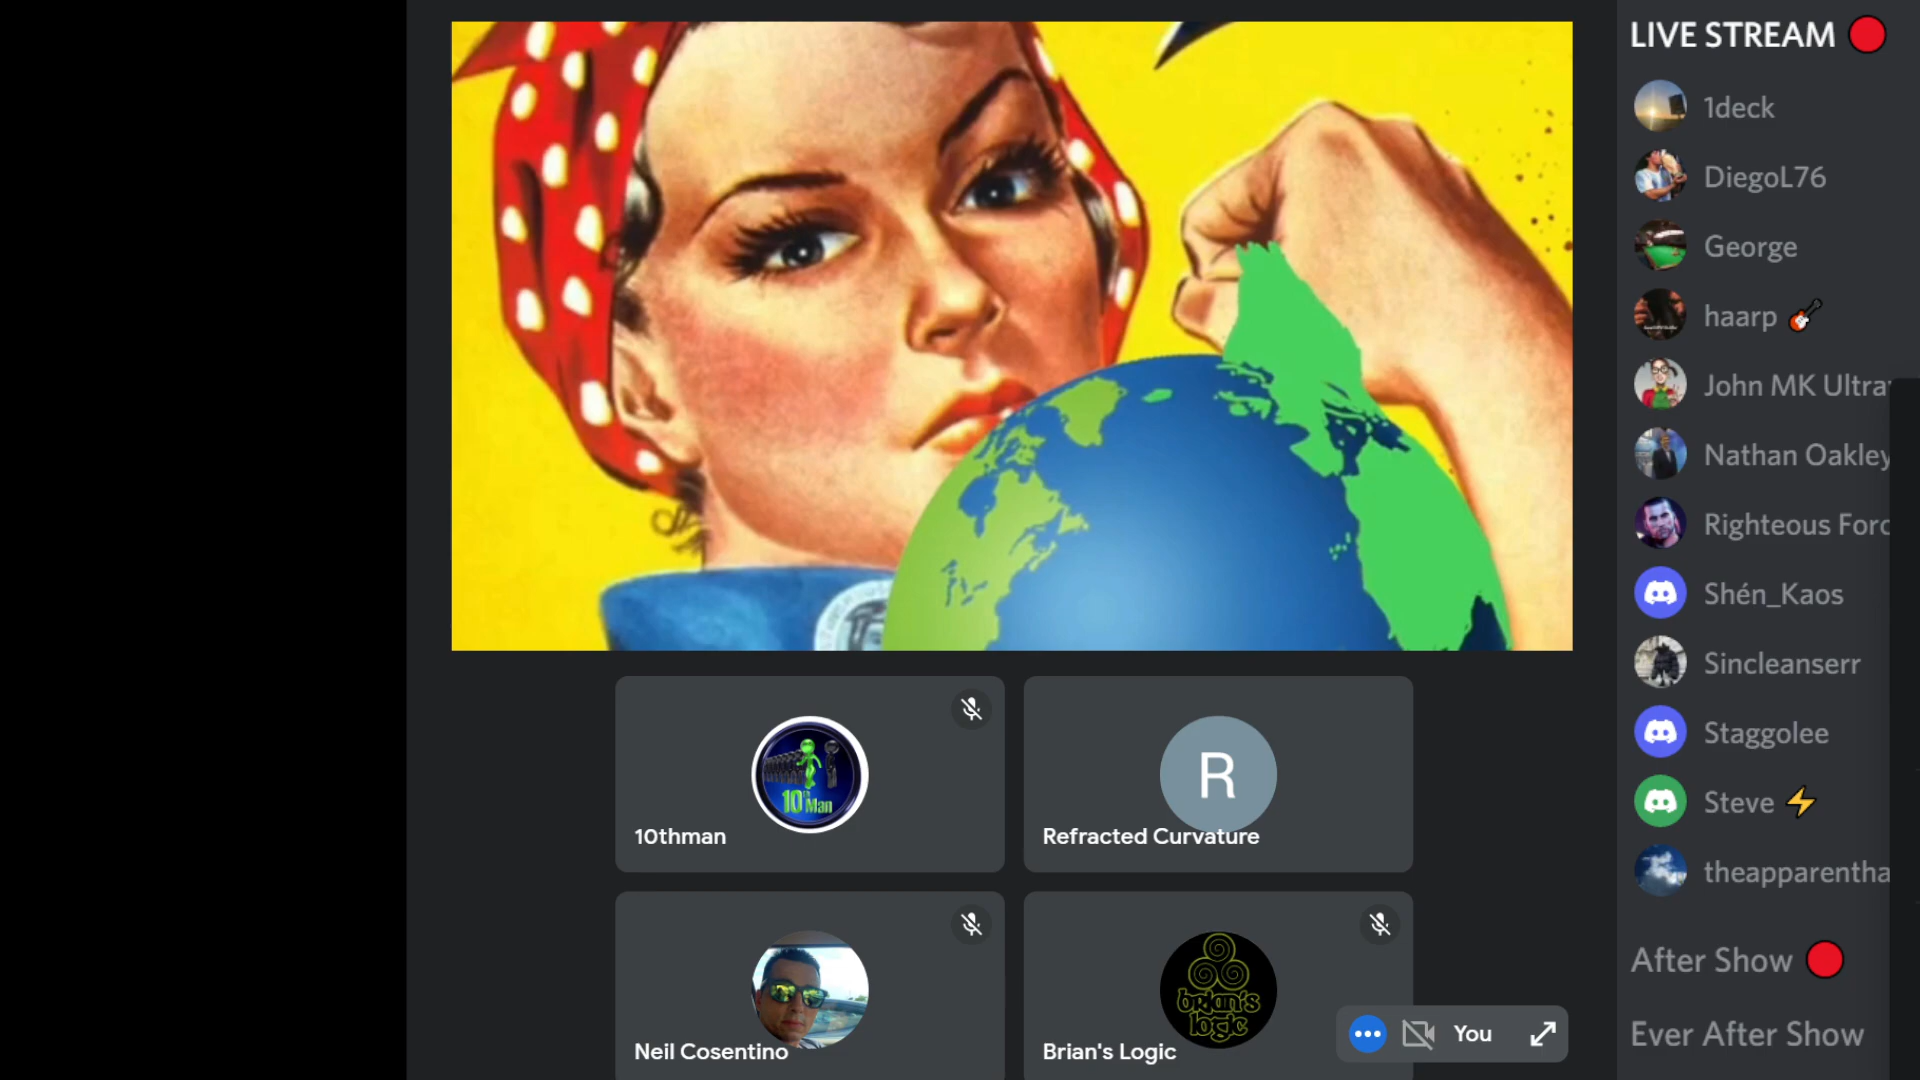 LIVE STREAM
1deck
DiegoL76
George
haarp
John MK Ultra
Nathan Oakley
Righteous Forc
Shén_Kaos
Sincleanserr
Staggolee
Steve
theapparentha
After Show
Ever After Show
10th Man
10thman
R
Refracted Curvature
Neil Cosentino
brian's
logic
Brian's Logic
You